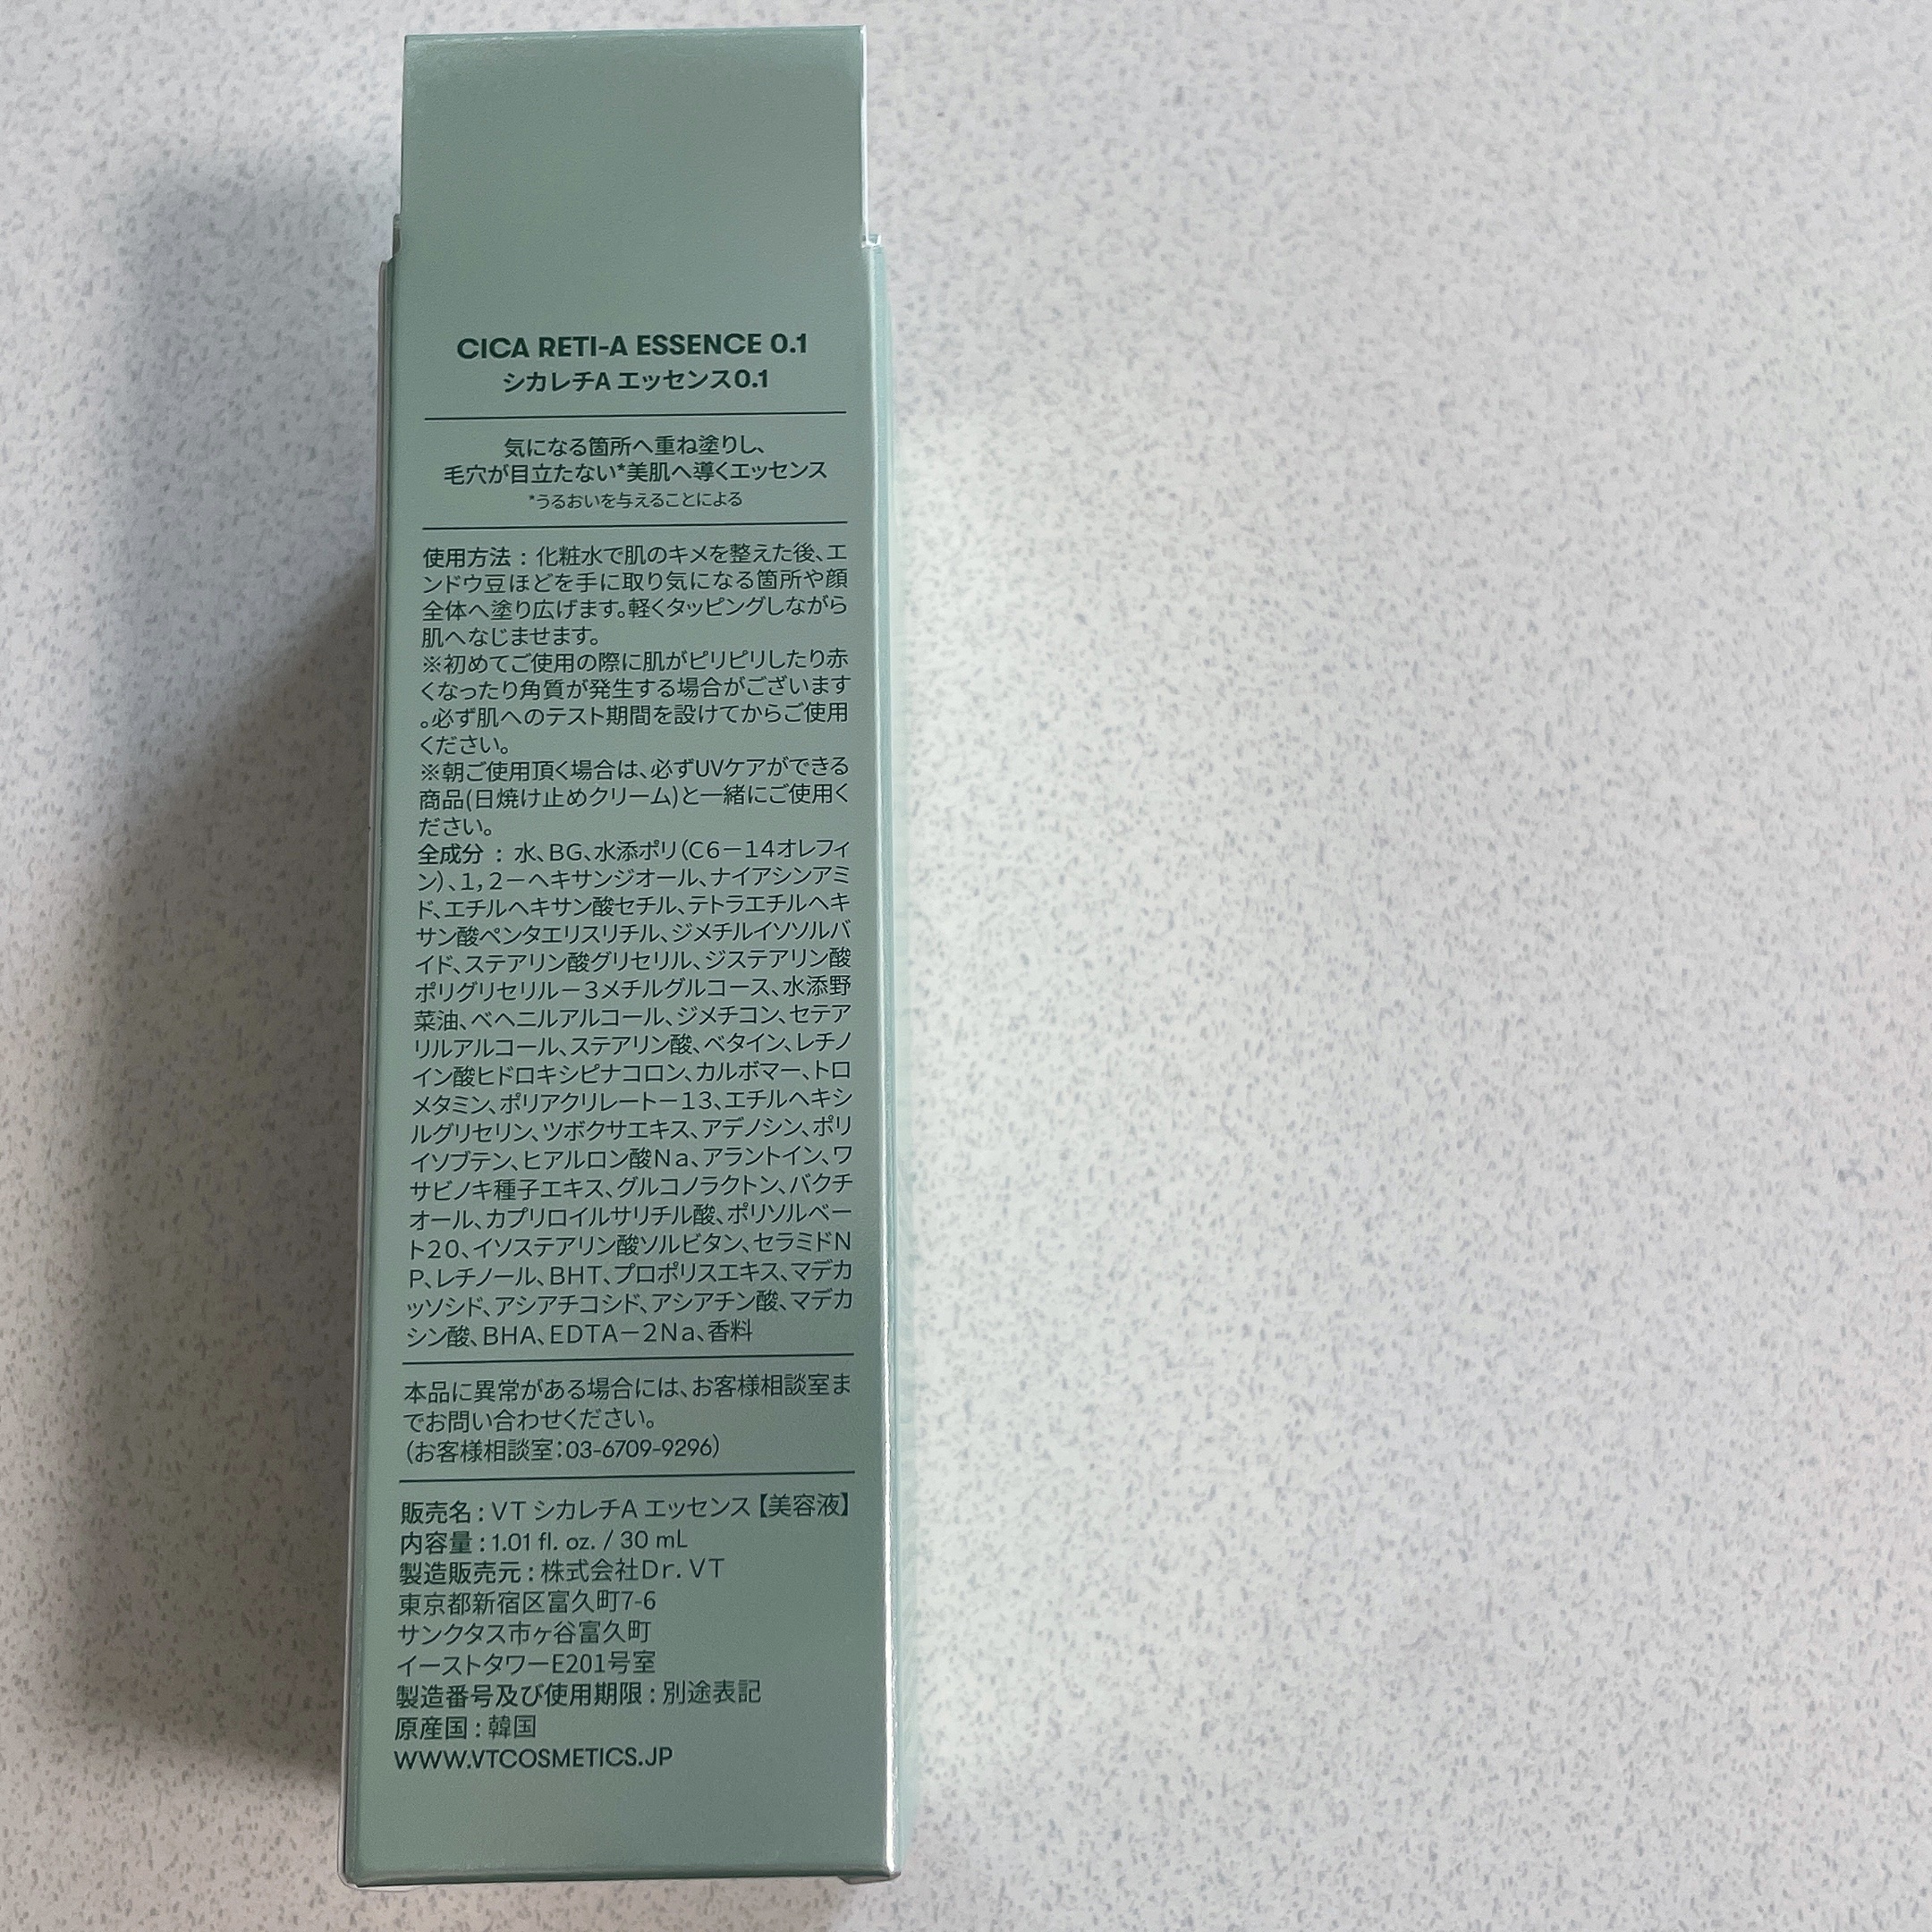 CICA RETI-A ESSENCE 0.1
シカレチA エッセンス0.1
気になる箇所へ重ね塗りし、
毛穴が目立たない*美肌へ導くエッセンス
*うるおいを与えることによる
使用方法 : 化粧水で肌のキメを整えた後、エ
ンドウ豆ほどを手に取り気になる箇所や顔
全体へ塗り広げます。軽くタッピングしながら
肌へなじませます。
※初めてご使用の際に肌がピリピリしたり赤
くなったり角質が発生する場合がございます
。必ず肌へのテスト期間を設けてからご使用
ください。
※朝ご使用頂く場合は、必ずUVケアができる
商品(日焼け止めクリーム)と一緒にご使用く
ださい。
全成分 : 水、BG、水添ポリ(C6－14オレフィ
ン)、1,2－ヘキサンジオール、ナイアシンアミ
ド、エチルヘキサン酸セチル、テトラエチルヘキ
サン酸ペンタエリスリチル、ジメチルイソソルバ
イド、ステアリン酸グリセリル、ジステアリン酸
ポリグリセリル－3メチルグルコース、水添野
菜油、ベヘニルアルコール、ジメチコン、セテア
リルアルコール、ステアリン酸、ベタイン、レチノ
イン酸ヒドロキシピナコロン、カルボマー、トロ
メタミン、ポリアクリレート－13、エチルヘキシ
ルグリセリン、ツボクサエキス、アデノシン、ポリ
イソブテン、ヒアルロン酸Na、アラントイン、ワ
サビノキ種子エキス、グルコノラクトン、バクチ
オール、カプリロイルサリチル酸、ポリソルベー
ト20、イソステアリン酸ソルビタン、セラミドN
P、レチノール、BHT、プロポリスエキス、マデカ
ッソシド、アシアチコシド、アシアチン酸、マデカ
シン酸、BHA、EDTA－2Na、香料
本品に異常がある場合には、お客様相談室ま
でお問い合わせください。
(お客様相談室:03-6709-9296)
販売名 : VT シカレチA エッセンス【美容液】
内容量 : 1.01 fl. oz. / 30 mL
製造販売元 : 株式会社Dr. VT
東京都新宿区富久町7-6
サンクタス市ヶ谷富久町
イーストタワーE201号室
製造番号及び使用期限 : 別途表記
原産国 : 韓国
WWW.VTCOSMETICS.JP